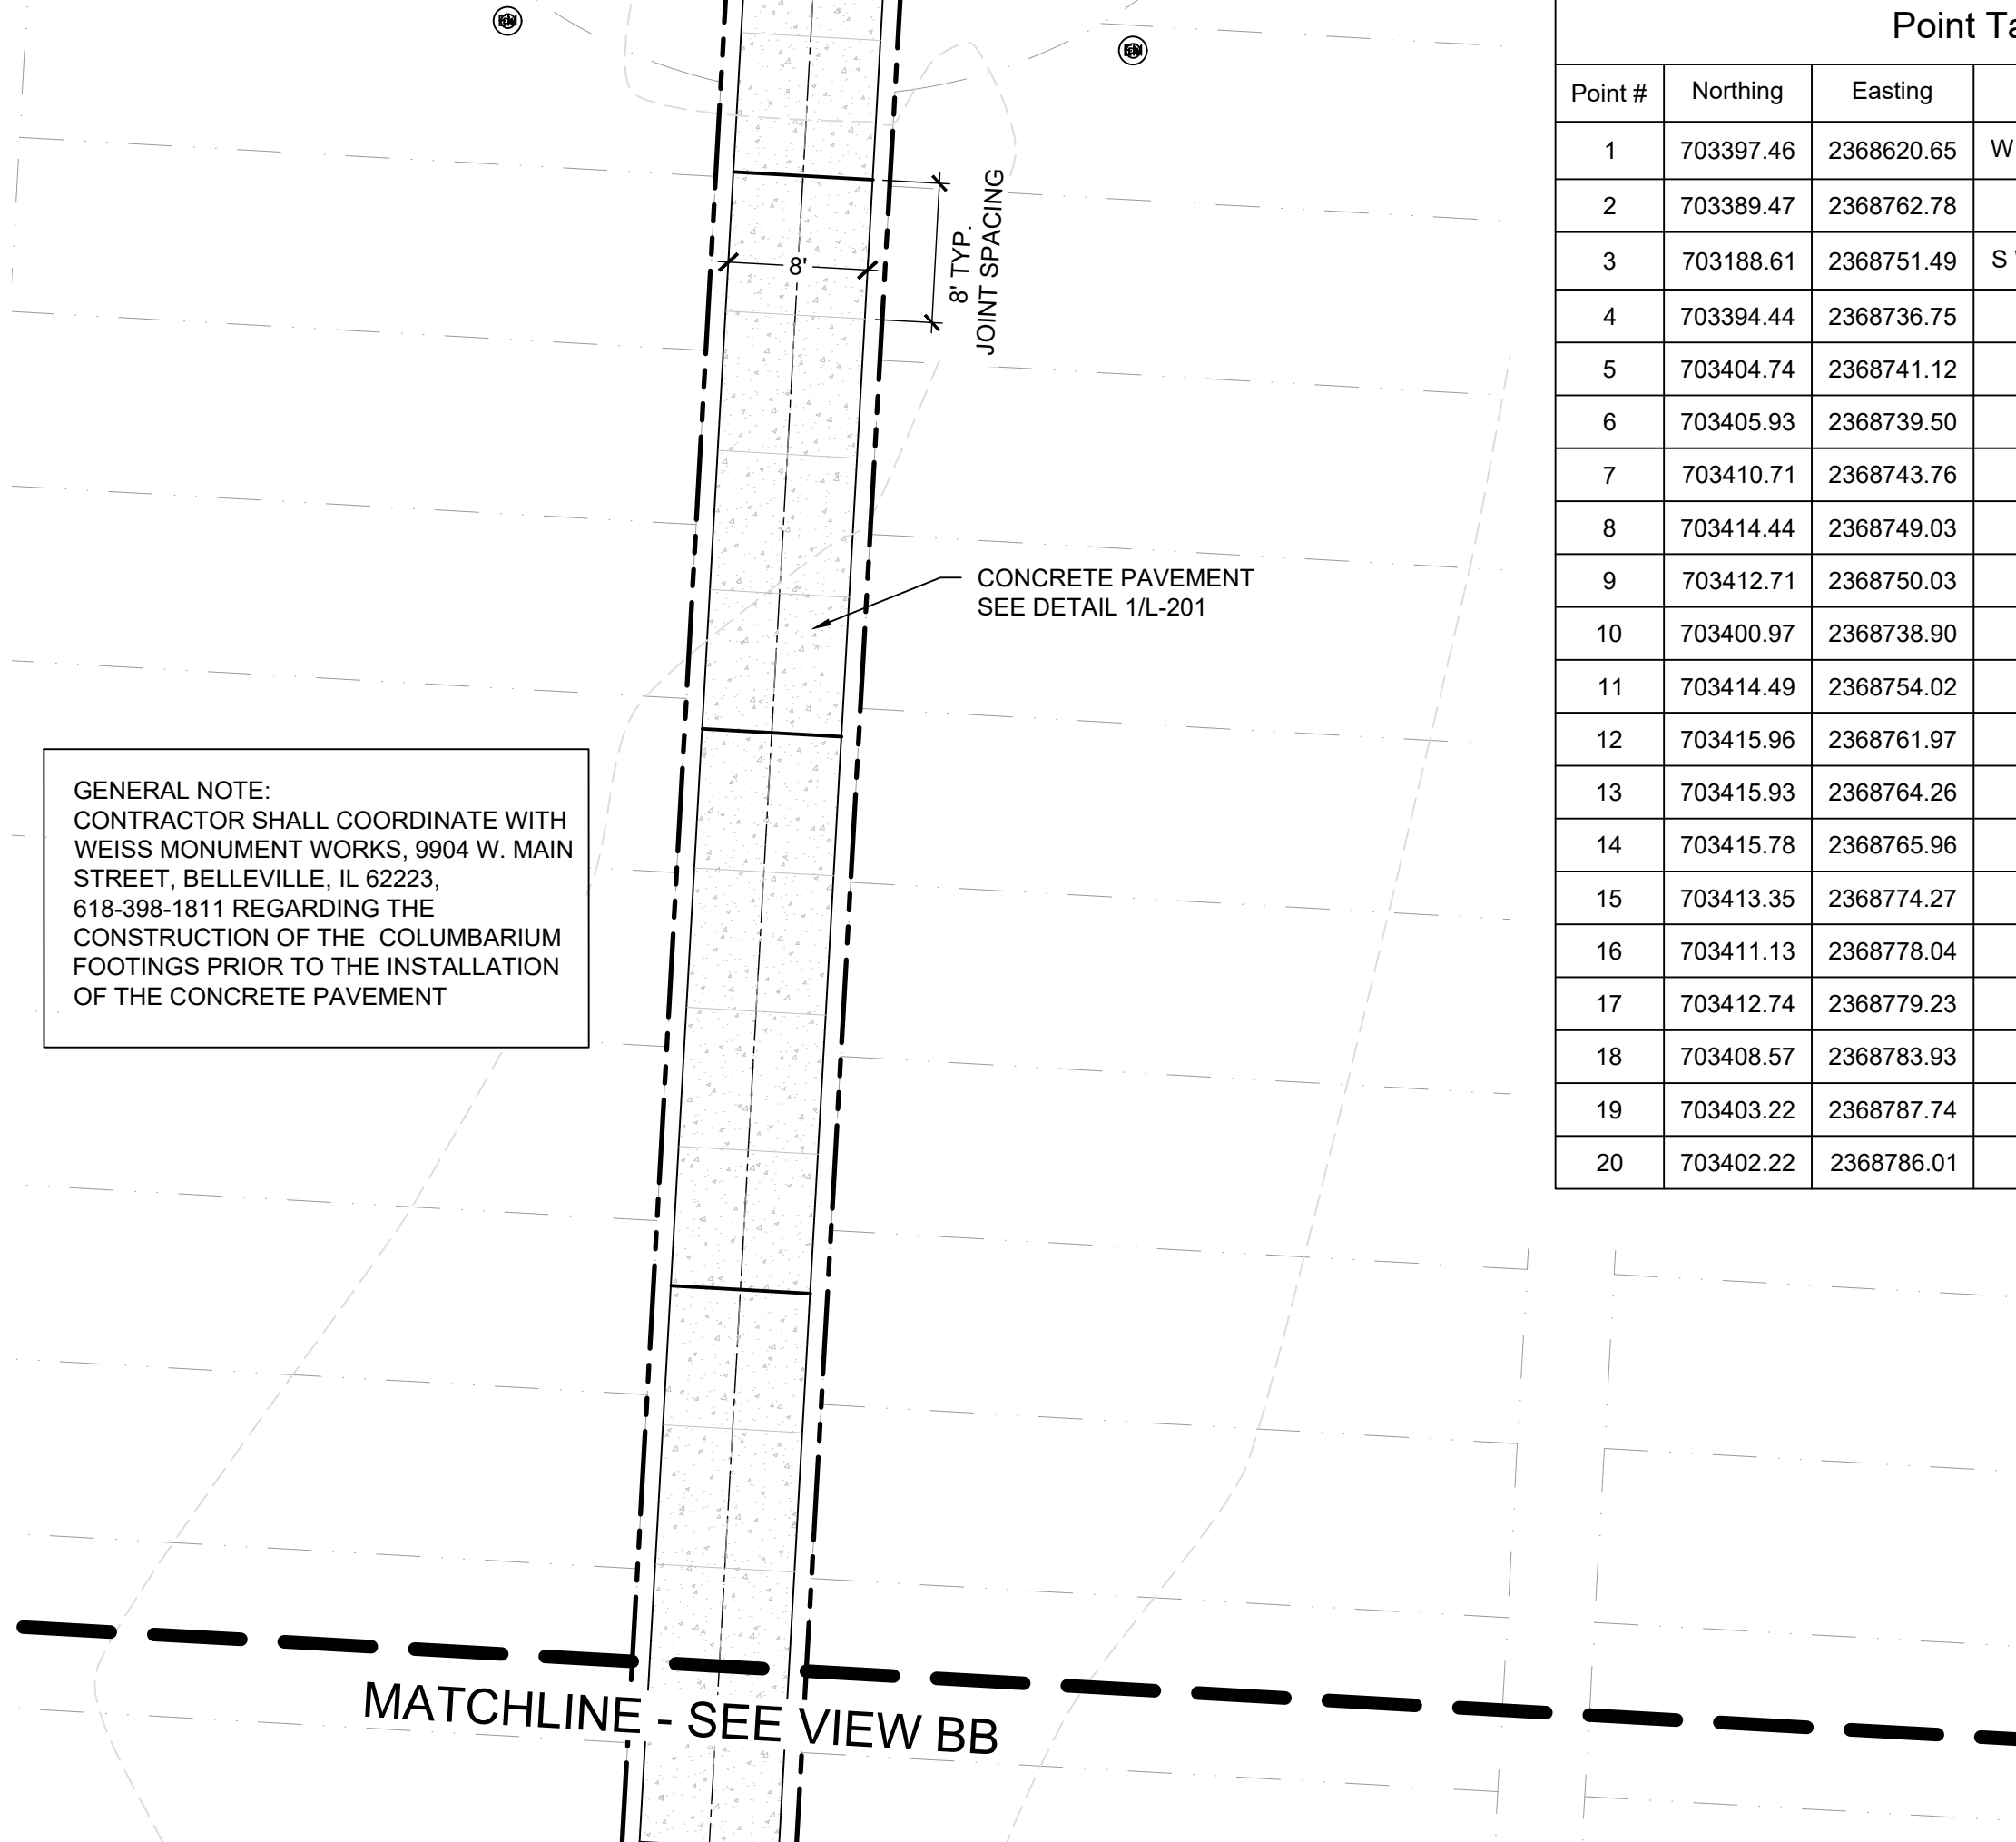 8'
8' TYP.
JOINT SPACING
CONCRETE PAVEMENT
SEE DETAIL 1/L-201
GENERAL NOTE:
CONTRACTOR SHALL COORDINATE WITH
WEISS MONUMENT WORKS, 9904 W. MAIN
STREET, BELLEVILLE, IL 62223,
618-398-1811 REGARDING THE
CONSTRUCTION OF THE COLUMBARIUM
FOOTINGS PRIOR TO THE INSTALLATION
OF THE CONCRETE PAVEMENT
MATCHLINE - SEE VIEW BB
Point
Point # Northing Easting
1 703397.46 2368620.65 W
2 703389.47 2368762.78
3 703188.61 2368751.49 S
4 703394.44 2368736.75
5 703404.74 2368741.12
6 703405.93 2368739.50
7 703410.71 2368743.76
8 703414.44 2368749.03
9 703412.71 2368750.03
10 703400.97 2368738.90
11 703414.49 2368754.02
12 703415.96 2368761.97
13 703415.93 2368764.26
14 703415.78 2368765.96
15 703413.35 2368774.27
16 703411.13 2368778.04
17 703412.74 2368779.23
18 703408.57 2368783.93
19 703403.22 2368787.74
20 703402.22 2368786.01